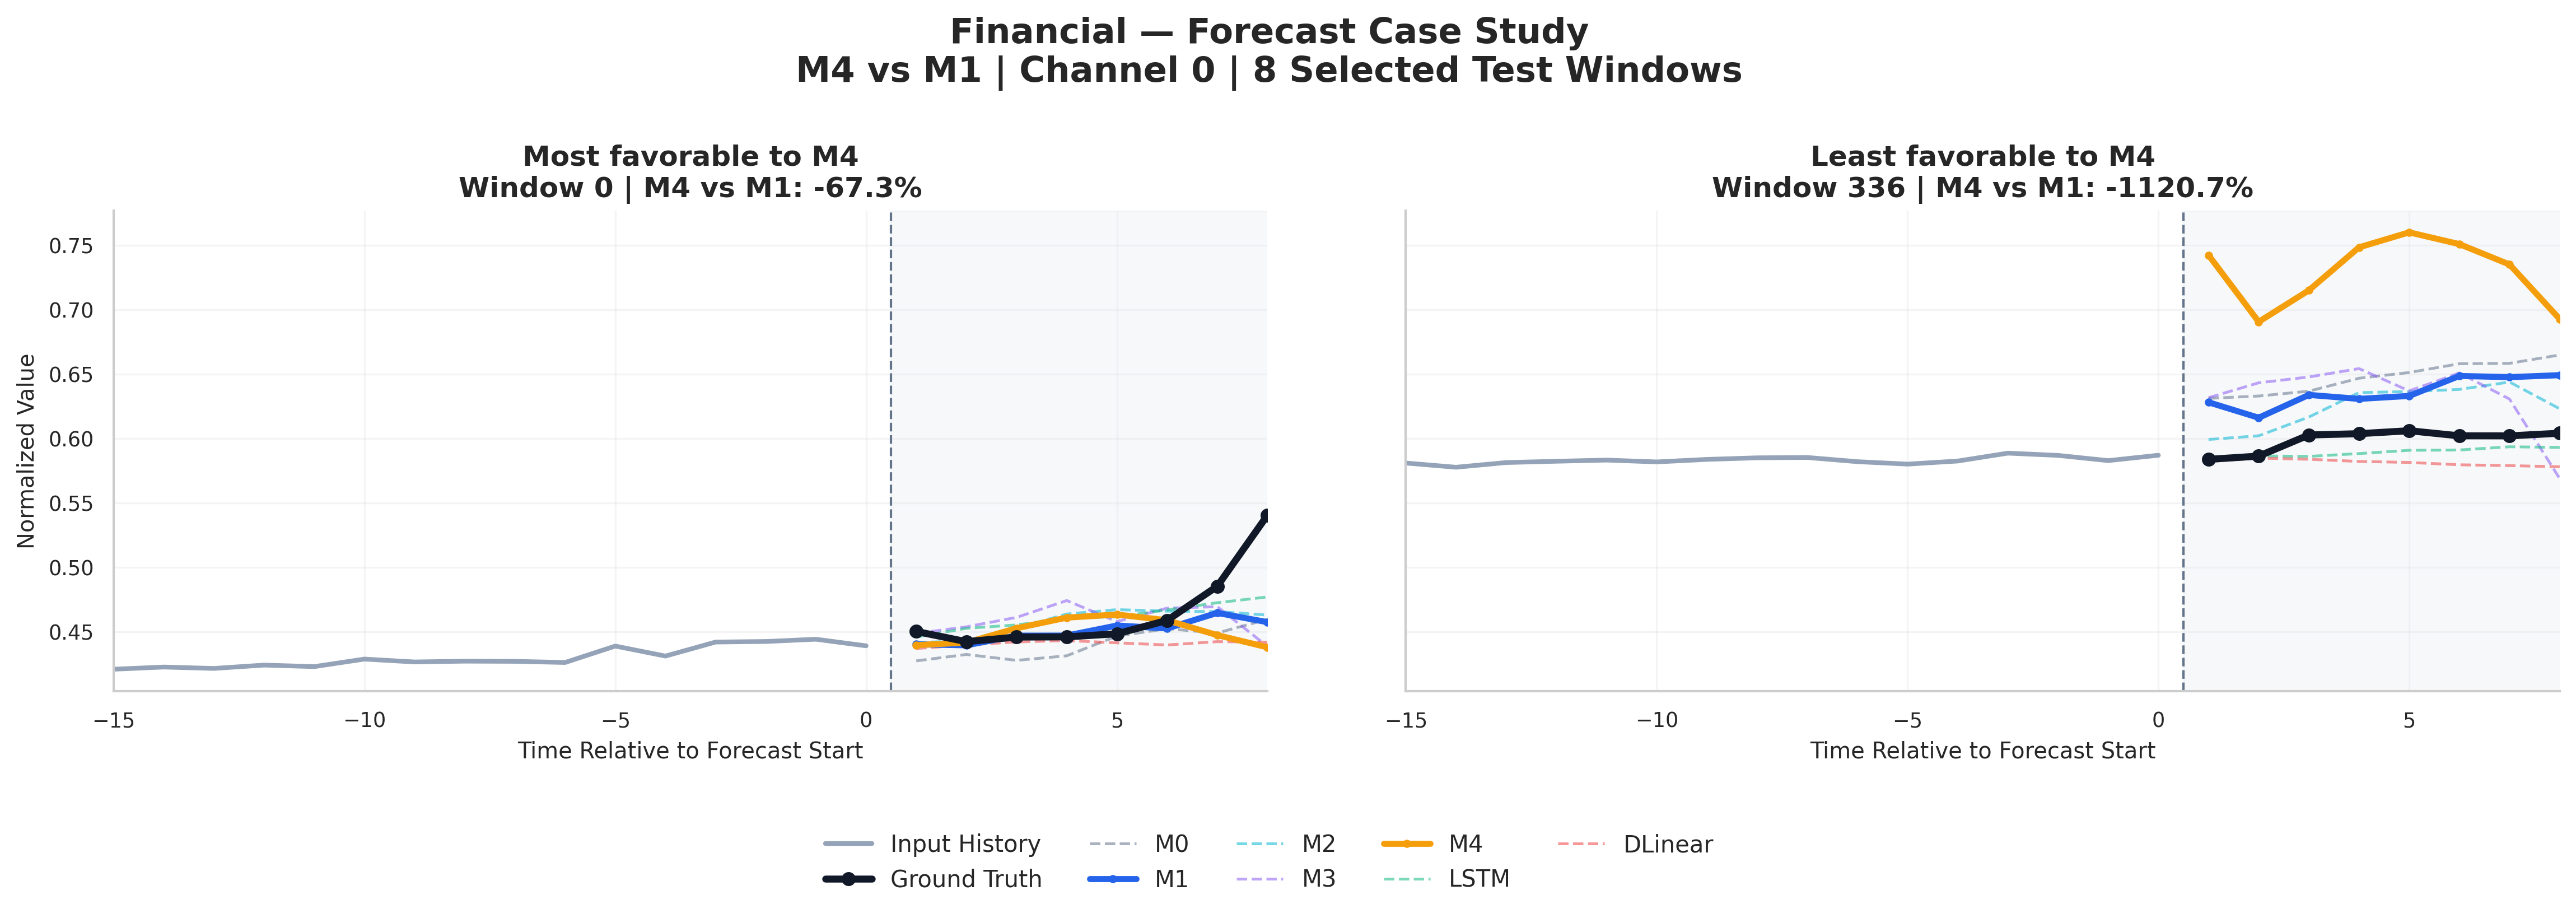 Financial — Forecast Case Study
M4 vs M1 | Channel 0 | 8 Selected Test Windows
Most favorable to M4
Window 0 | M4 vs M1: -67.3%
Normalized Value
0.75
0.70
0.65
0.60
0.55
0.50
0.45
−15
−10
−5
0
5
Time Relative to Forecast Start
Least favorable to M4
Window 336 | M4 vs M1: -1120.7%
−15
−10
−5
0
5
Time Relative to Forecast Start
Input History
Ground Truth
M0
M1
M2
M3
M4
LSTM
DLinear